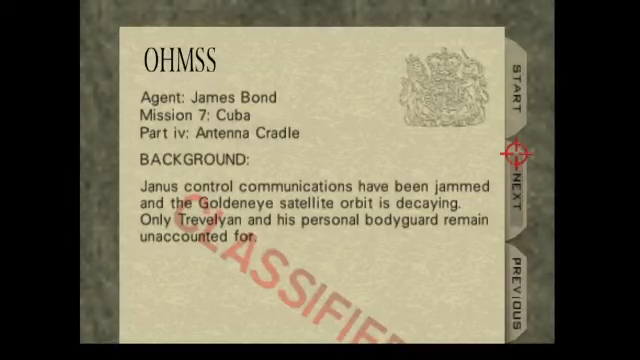 OHMSS
Agent: James Bond
Mission 7: Cuba
Part iv: Antenna Cradle
BACKGROUND:
Janus control communications have been jammed
and the Goldeneye satellite orbit is decaying.
Only Trevelyan and his personal bodyguard remain
unaccounted for.
CLASSIFIED
START
NEXT
PREVIOUS